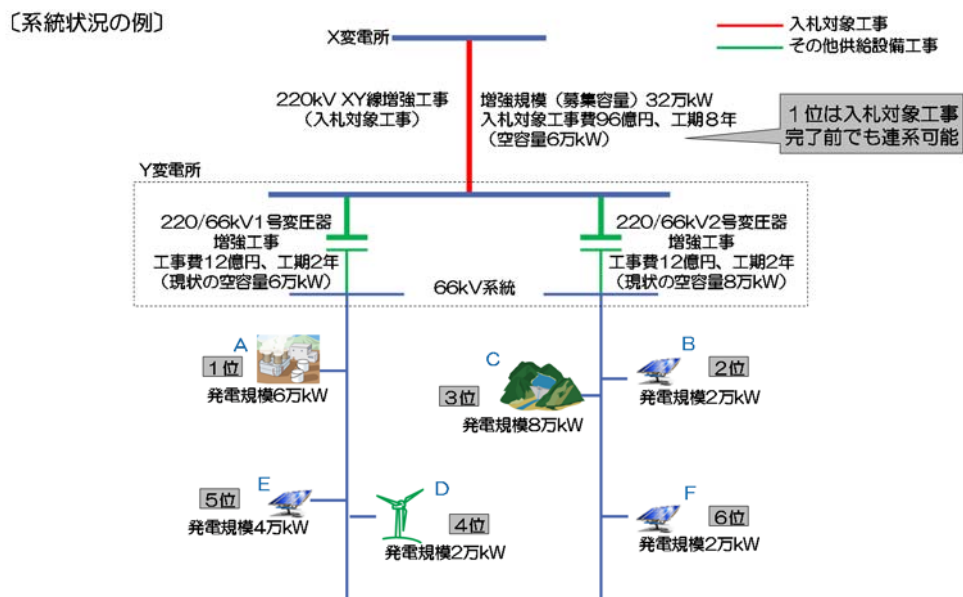 〔系統状況の例〕
X変電所
入札対象工事
その他供給設備工事
220kV XY線増強工事
(入札対象工事)
増強規模（募集容量）32万kW
入札対象工事費96億円、工期8年
(空容量6万kW)
1位は入札対象工事
完了前でも連系可能
Y変電所
220/66kV1号変圧器
増強工事
工事費12億円、工期2年
(現状の空容量6万kW)
220/66kV2号変圧器
増強工事
工事費12億円、工期2年
(現状の空容量8万kW)
66kV系統
A
1位
発電規模6万kW
C
3位
発電規模8万kW
B
2位
発電規模2万kW
E
5位
発電規模4万kW
D
4位
発電規模2万kW
F
6位
発電規模2万kW